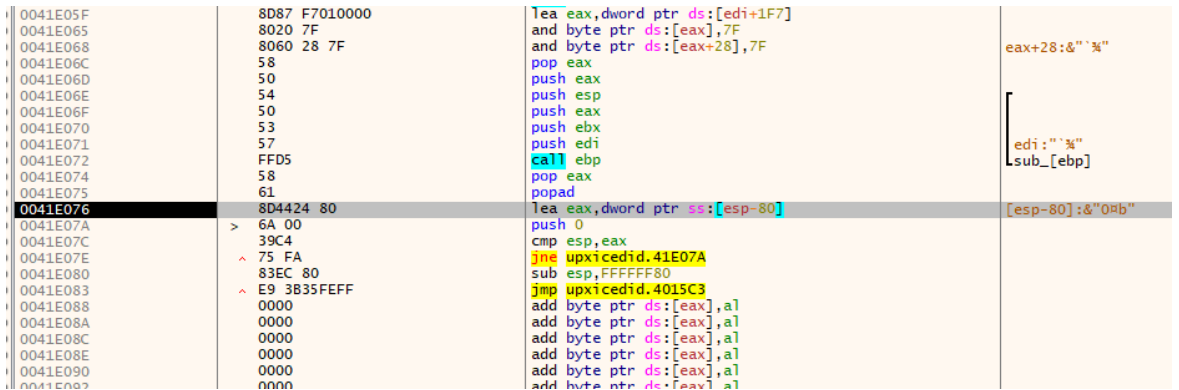 0041E05F 8D87 F7010000 lea eax,dword ptr ds:[edi+1F7]
0041E065 8020 7F and byte ptr ds:[eax],7F
0041E068 8060 28 7F and byte ptr ds:[eax+28],7F eax+28:&"`¾"
0041E06C 58 pop eax
0041E06D 50 push eax
0041E06E 54 push esp
0041E06F 50 push eax
0041E070 53 push ebx
0041E071 57 push edi edi:"`¾"
0041E072 FFD5 call ebp sub_[ebp]
0041E074 58 pop eax
0041E075 61 popad
0041E076 8D4424 80 lea eax,dword ptr ss:[esp-80] [esp-80]:&"0¤b"
0041E07A > 6A 00 push 0
0041E07C 39C4 cmp esp,eax
0041E07E ^ 75 FA jne upxicedid.41E07A
0041E080 83EC 80 sub esp,FFFFFF80
0041E083 ^ E9 3B35FEFF jmp upxicedid.4015C3
0041E088 0000 add byte ptr ds:[eax],al
0041E08A 0000 add byte ptr ds:[eax],al
0041E08C 0000 add byte ptr ds:[eax],al
0041E08E 0000 add byte ptr ds:[eax],al
0041E090 0000 add byte ptr ds:[eax],al
0041E092 0000 add byte ptr ds:[eax],al